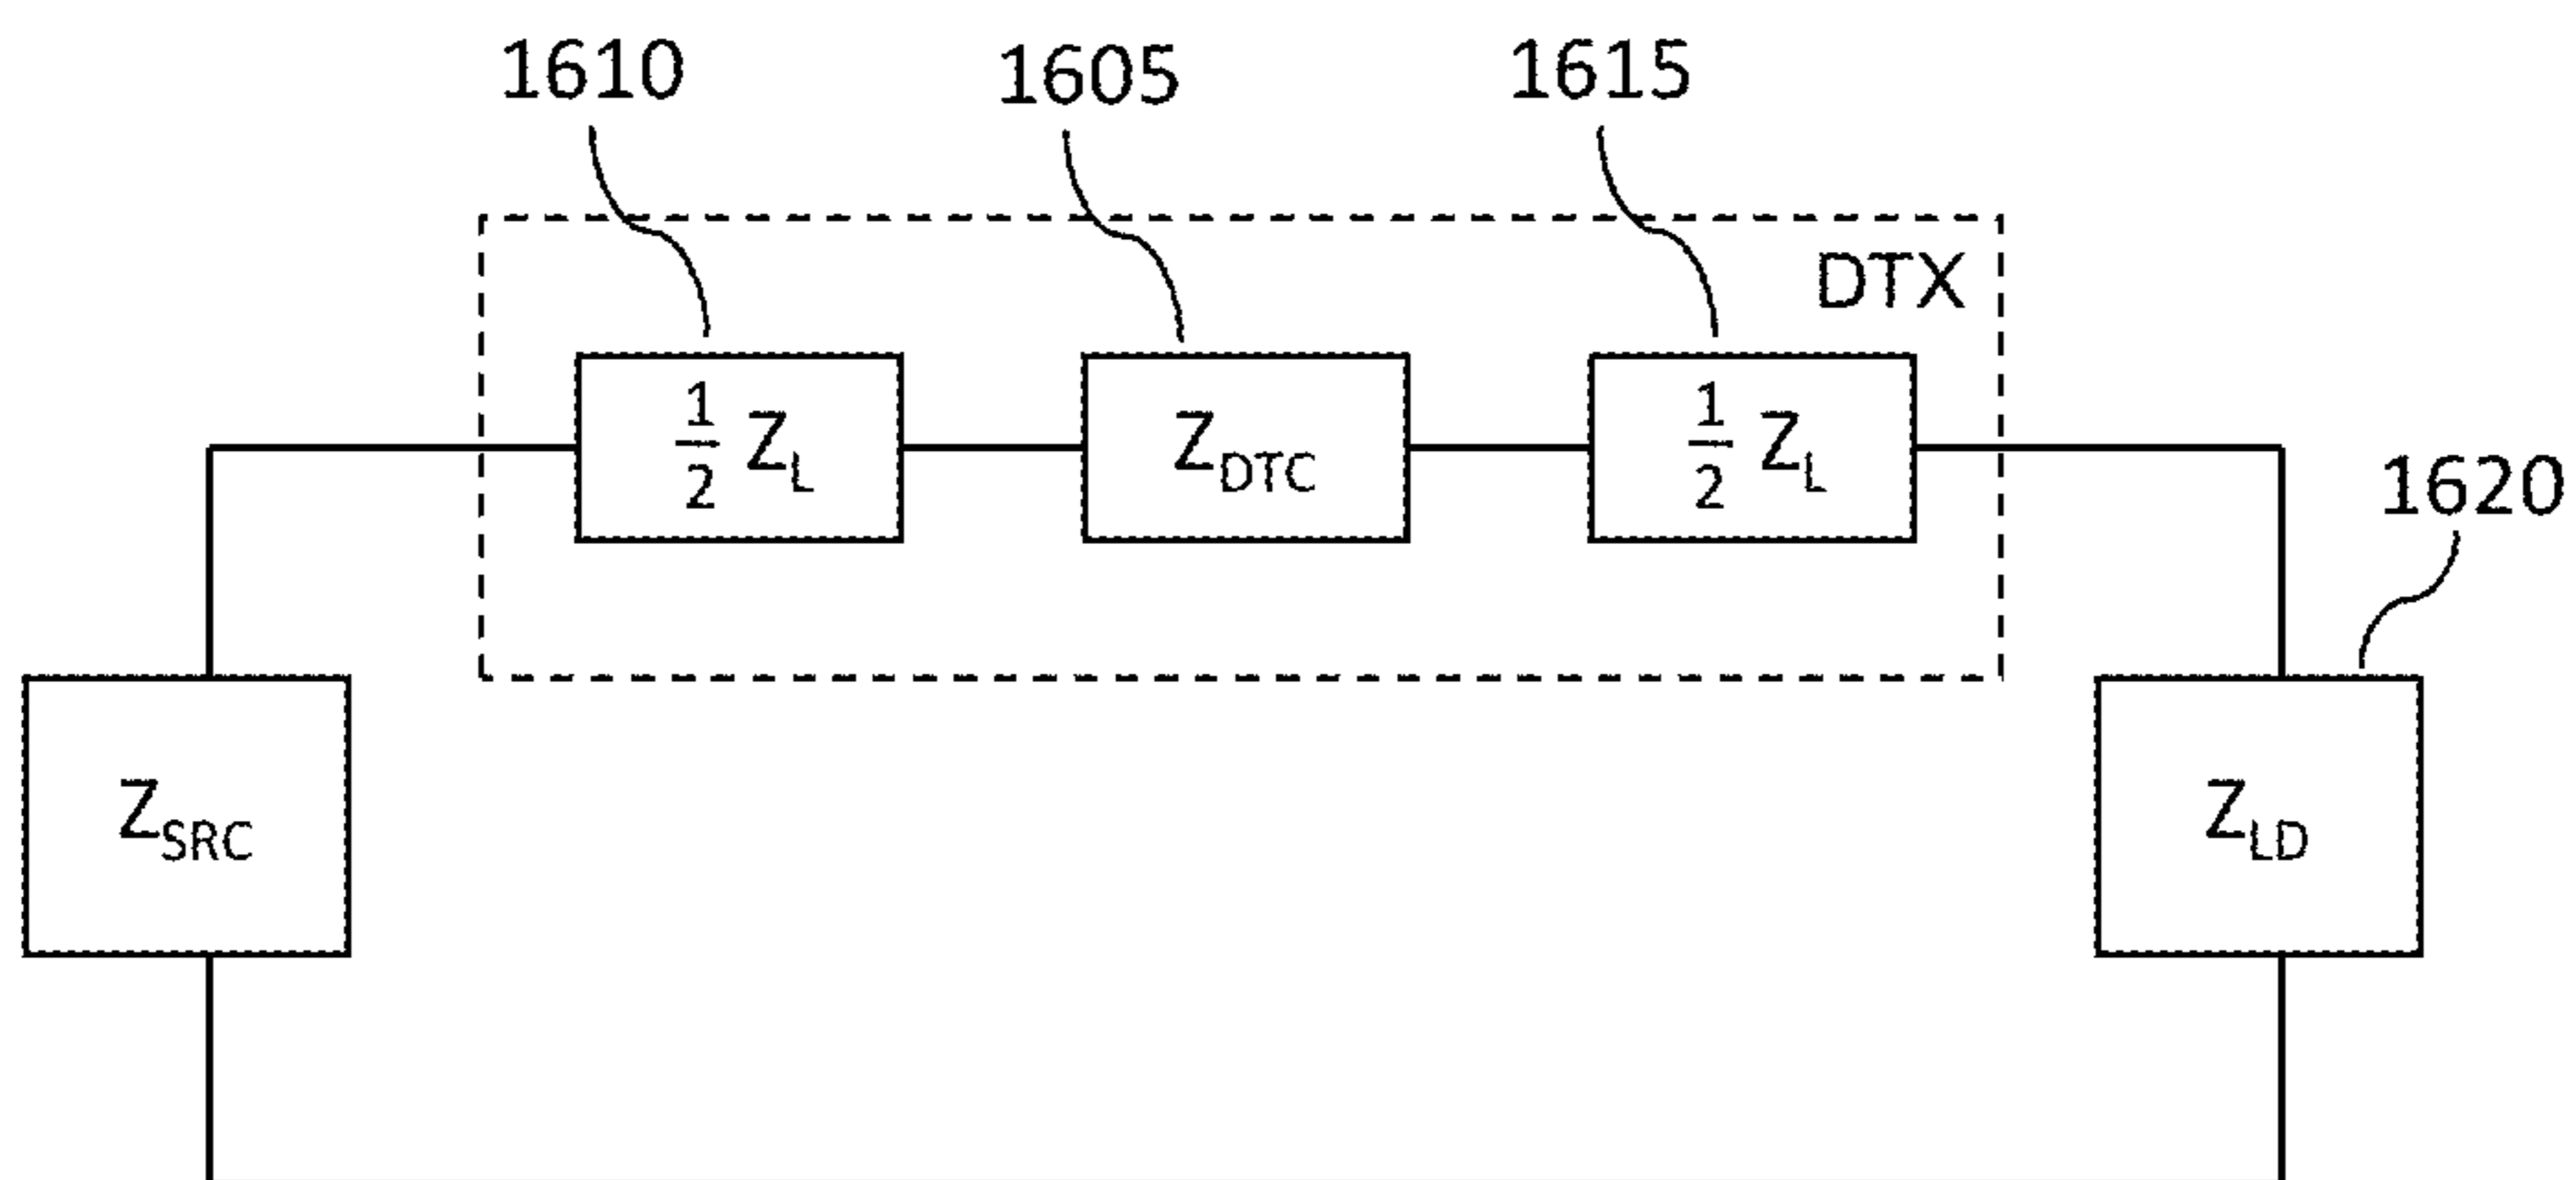 1610 1605 1615
DTX
1/2 Z_L Z_DTC 1/2 Z_L
1620
Z_SRC Z_LD